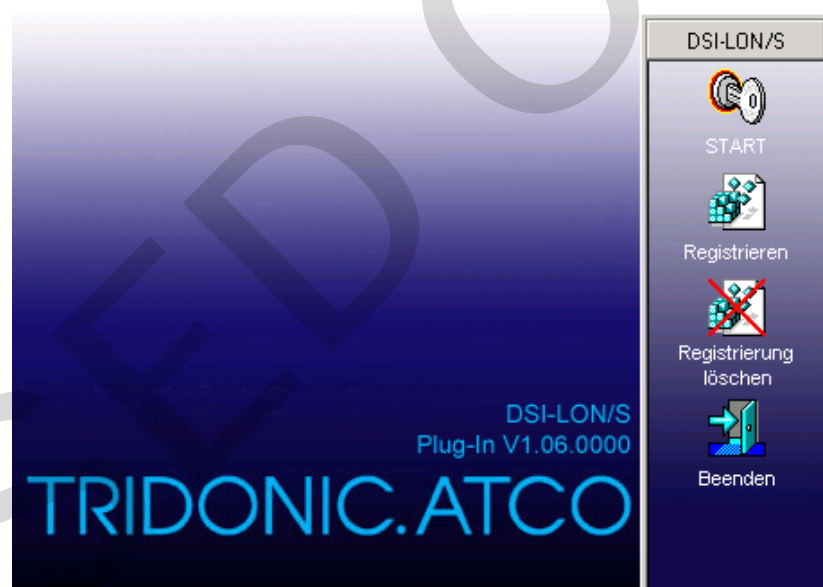 DSI-LON/S
START
Registrieren
Registrierung
löschen
Beenden
DSI-LON/S
Plug-In V1.06.0000
TRIDONIC.ATCO